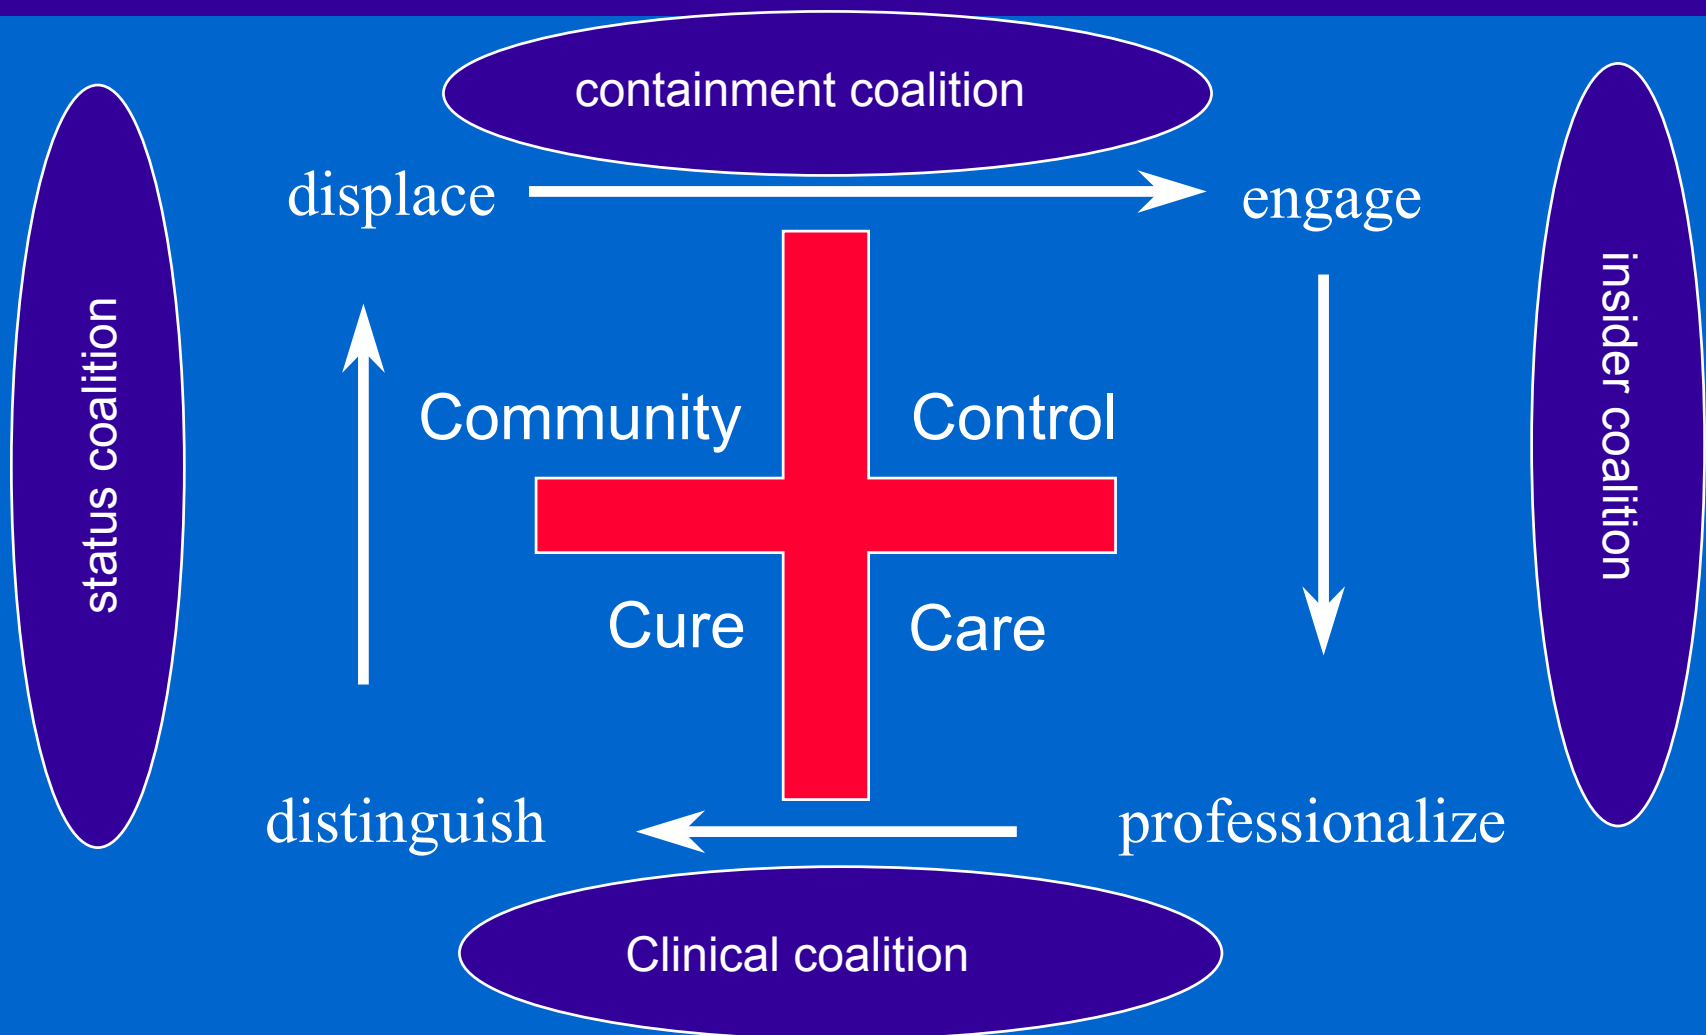 containment coalition
displace
engage
status coalition
insider coalition
Community
Control
Cure
Care
distinguish
professionalize
Clinical coalition